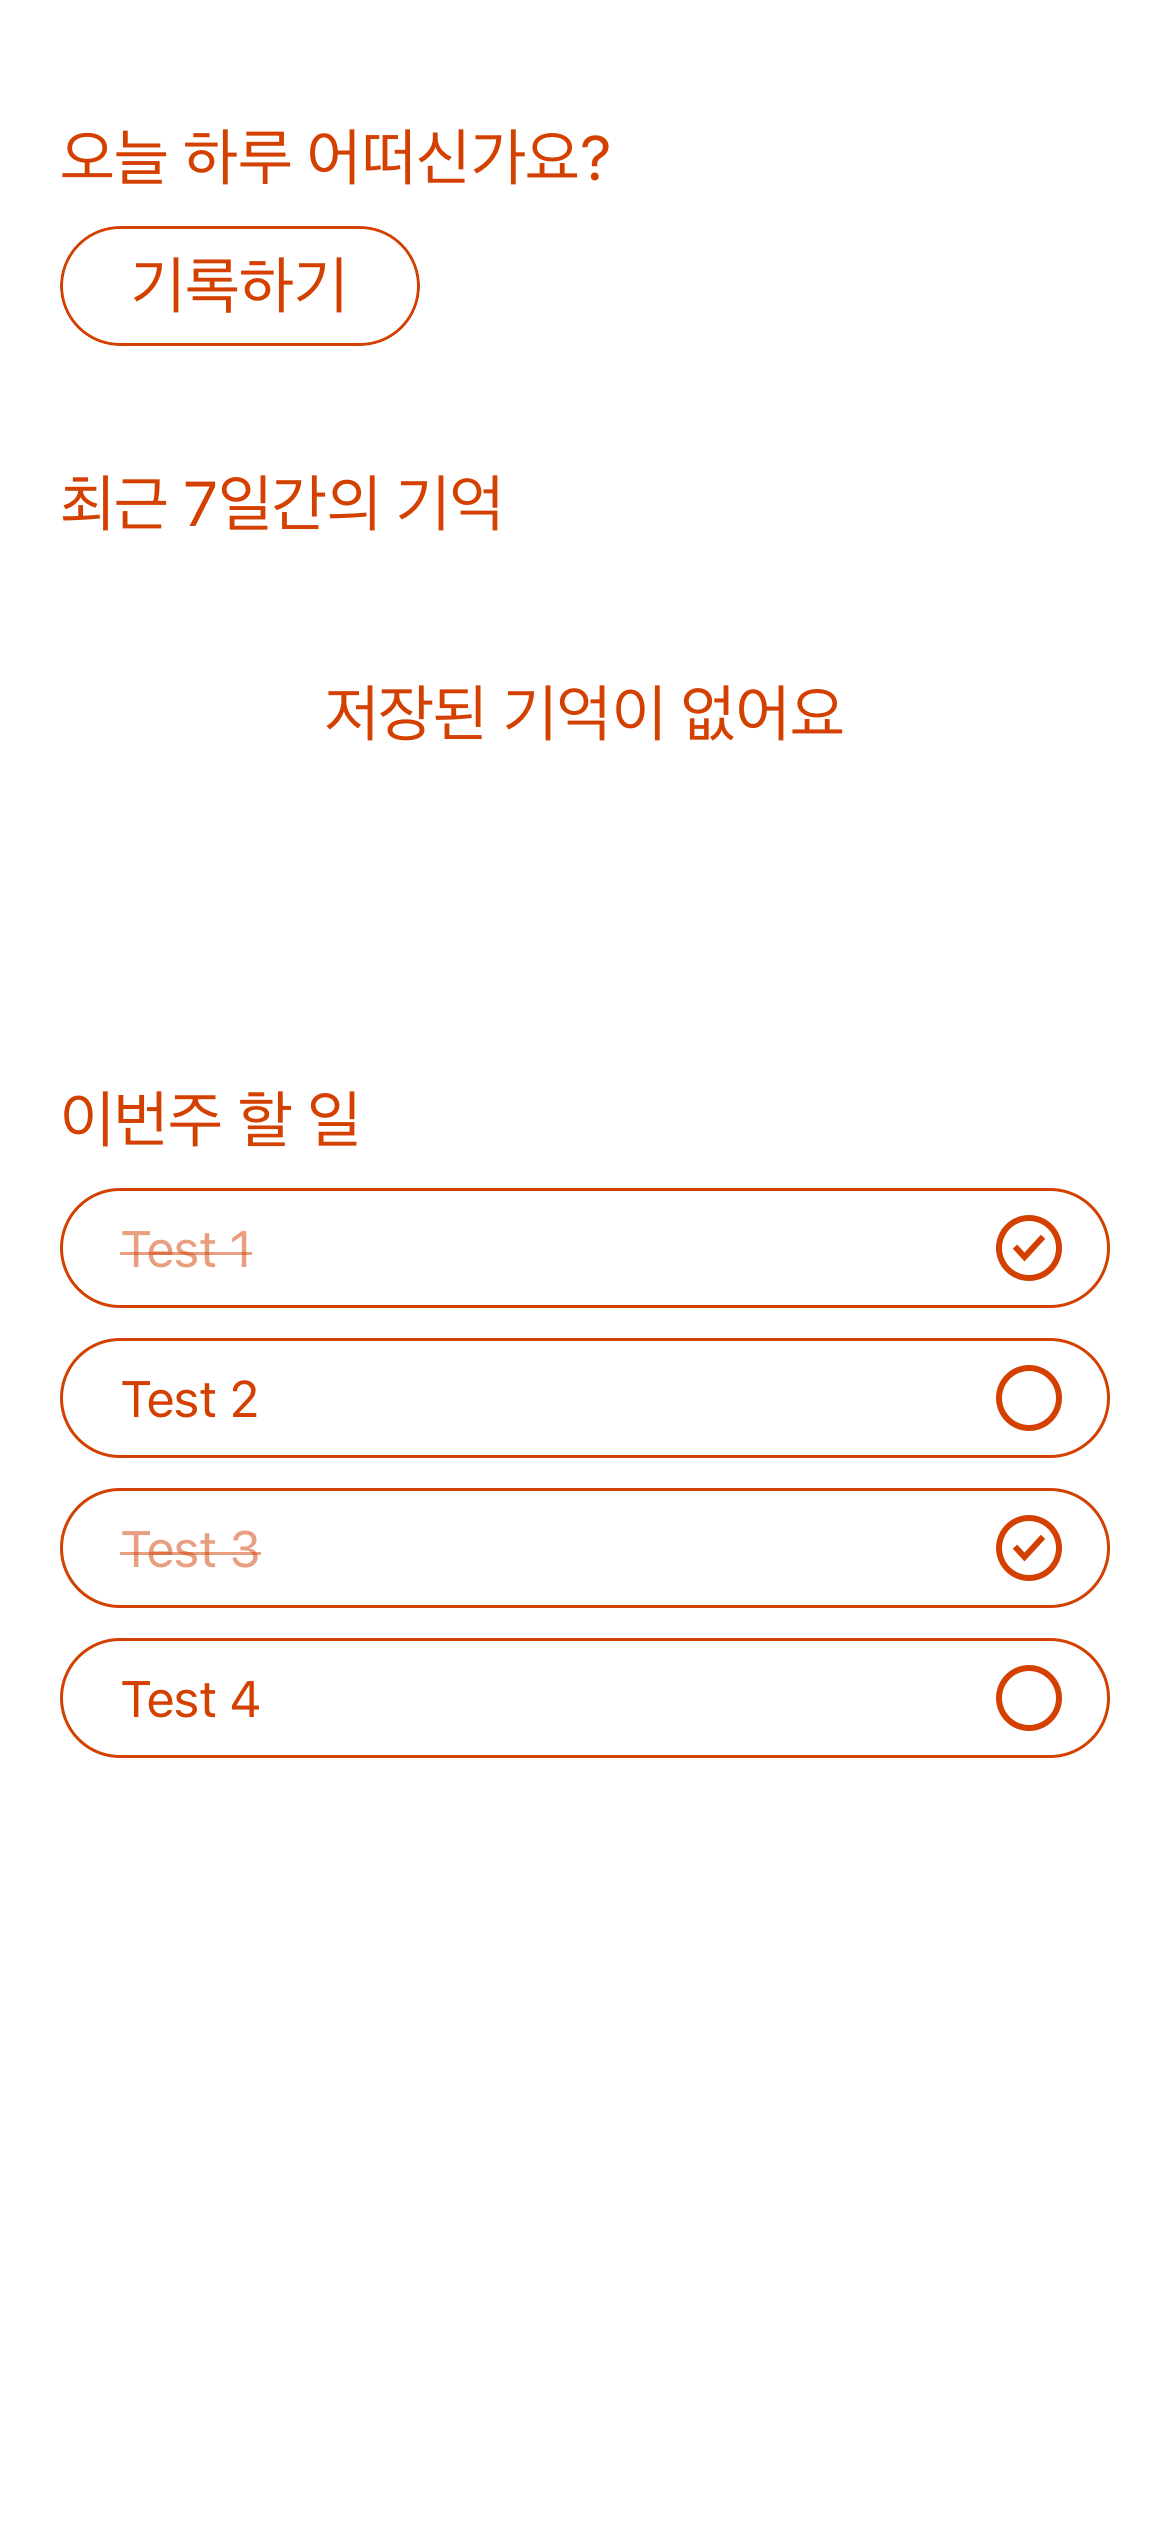 오늘 하루 어떠신가요?
기록하기
최근 7일간의 기억
저장된 기억이 없어요
이번주 할 일
Test 1
Test 2
Test 3
Test 4